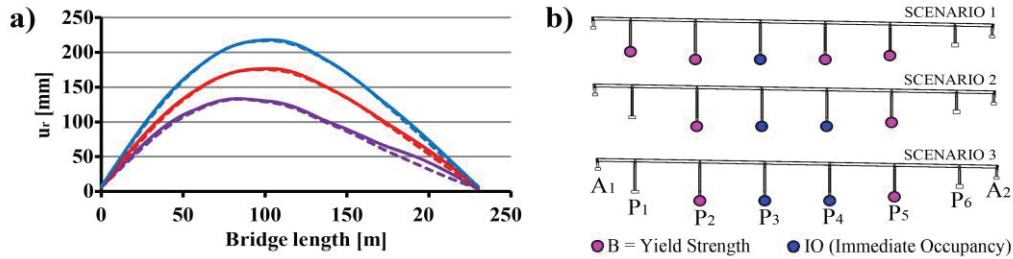 a)
250
200
150
100
50
0
uᵣ [mm]
0 50 100 150 20 250
Bridge length [m]
b)
SCENARIO 1
SCENARIO 2
SCENARIO 3
A₁ P₁ P₂ P₃ P₄ P₅ P₆ A₂
B = Yield Strength IO (Immediate Occupancy)